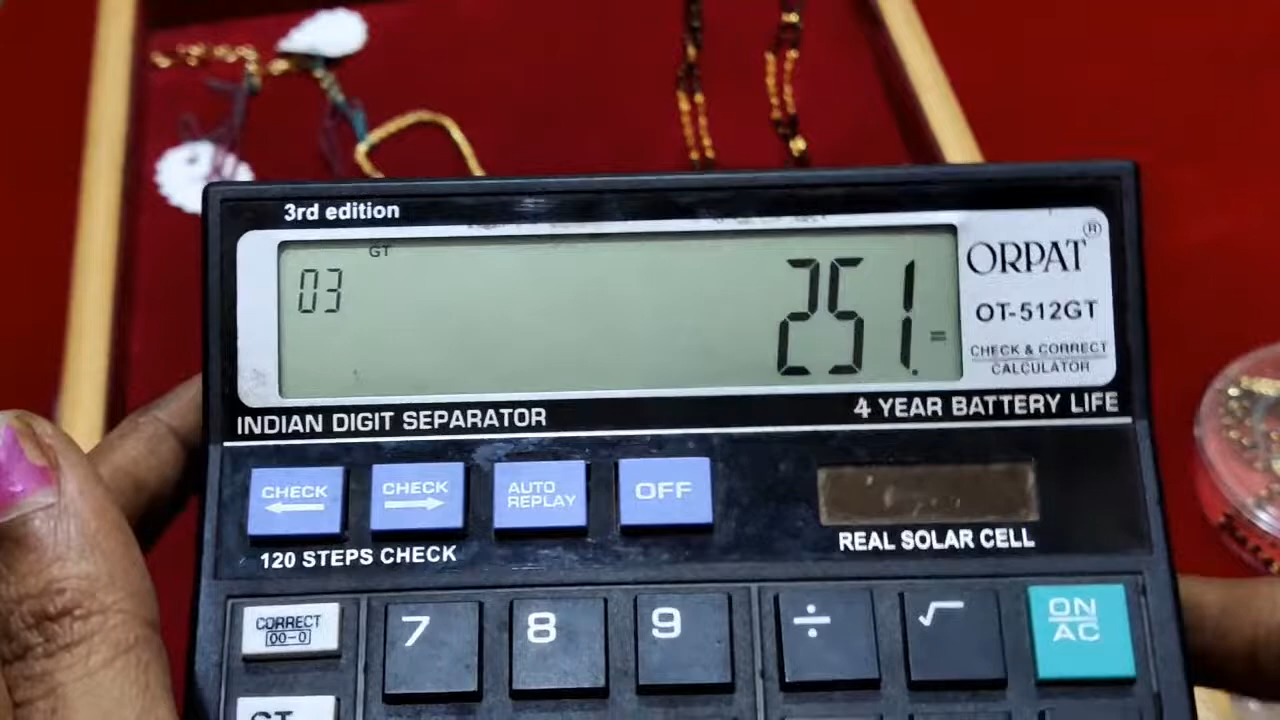 3rd edition
GT
03
251.
=
ORPAT®
OT-512GT
CHECK & CORRECT
CALCULATOR
INDIAN DIGIT SEPARATOR
4 YEAR BATTERY LIFE
CHECK
←
CHECK
→
AUTO
REPLAY
OFF
120 STEPS CHECK
REAL SOLAR CELL
CORRECT
00→0
7
8
9
÷
√
ON
AC
GT